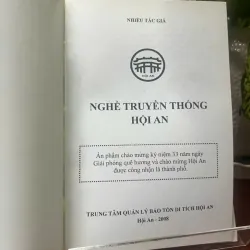 NHIỀU TÁC GIẢ
HỘI AN
NGHỀ TRUYỀN THỐNG
HỘI AN
Ấn phẩm chào mừng kỷ niệm 33 năm ngày
Giải phóng quê hương và chào mừng Hội An
được công nhận là thành phố.
TRUNG TÂM QUẢN LÝ BẢO TỒN DI TÍCH HỘI AN
Hội An - 2008